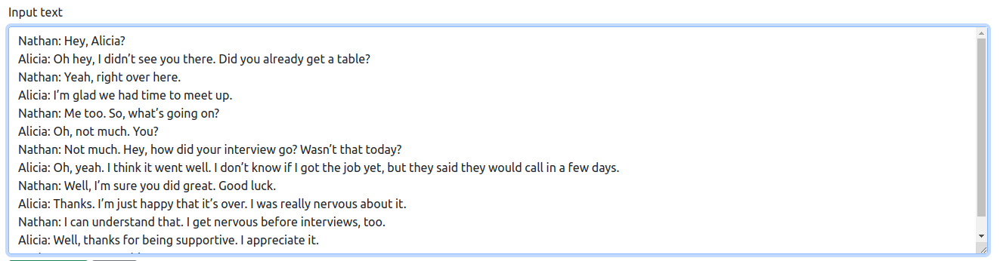 Input text
Nathan: Hey, Alicia?
Alicia: Oh hey, I didn’t see you there. Did you already get a table?
Nathan: Yeah, right over here.
Alicia: I’m glad we had time to meet up.
Nathan: Me too. So, what’s going on?
Alicia: Oh, not much. You?
Nathan: Not much. Hey, how did your interview go? Wasn’t that today?
Alicia: Oh, yeah. I think it went well. I don’t know if I got the job yet, but they said they would call in a few days.
Nathan: Well, I’m sure you did great. Good luck.
Alicia: Thanks. I’m just happy that it’s over. I was really nervous about it.
Nathan: I can understand that. I get nervous before interviews, too.
Alicia: Well, thanks for being supportive. I appreciate it.